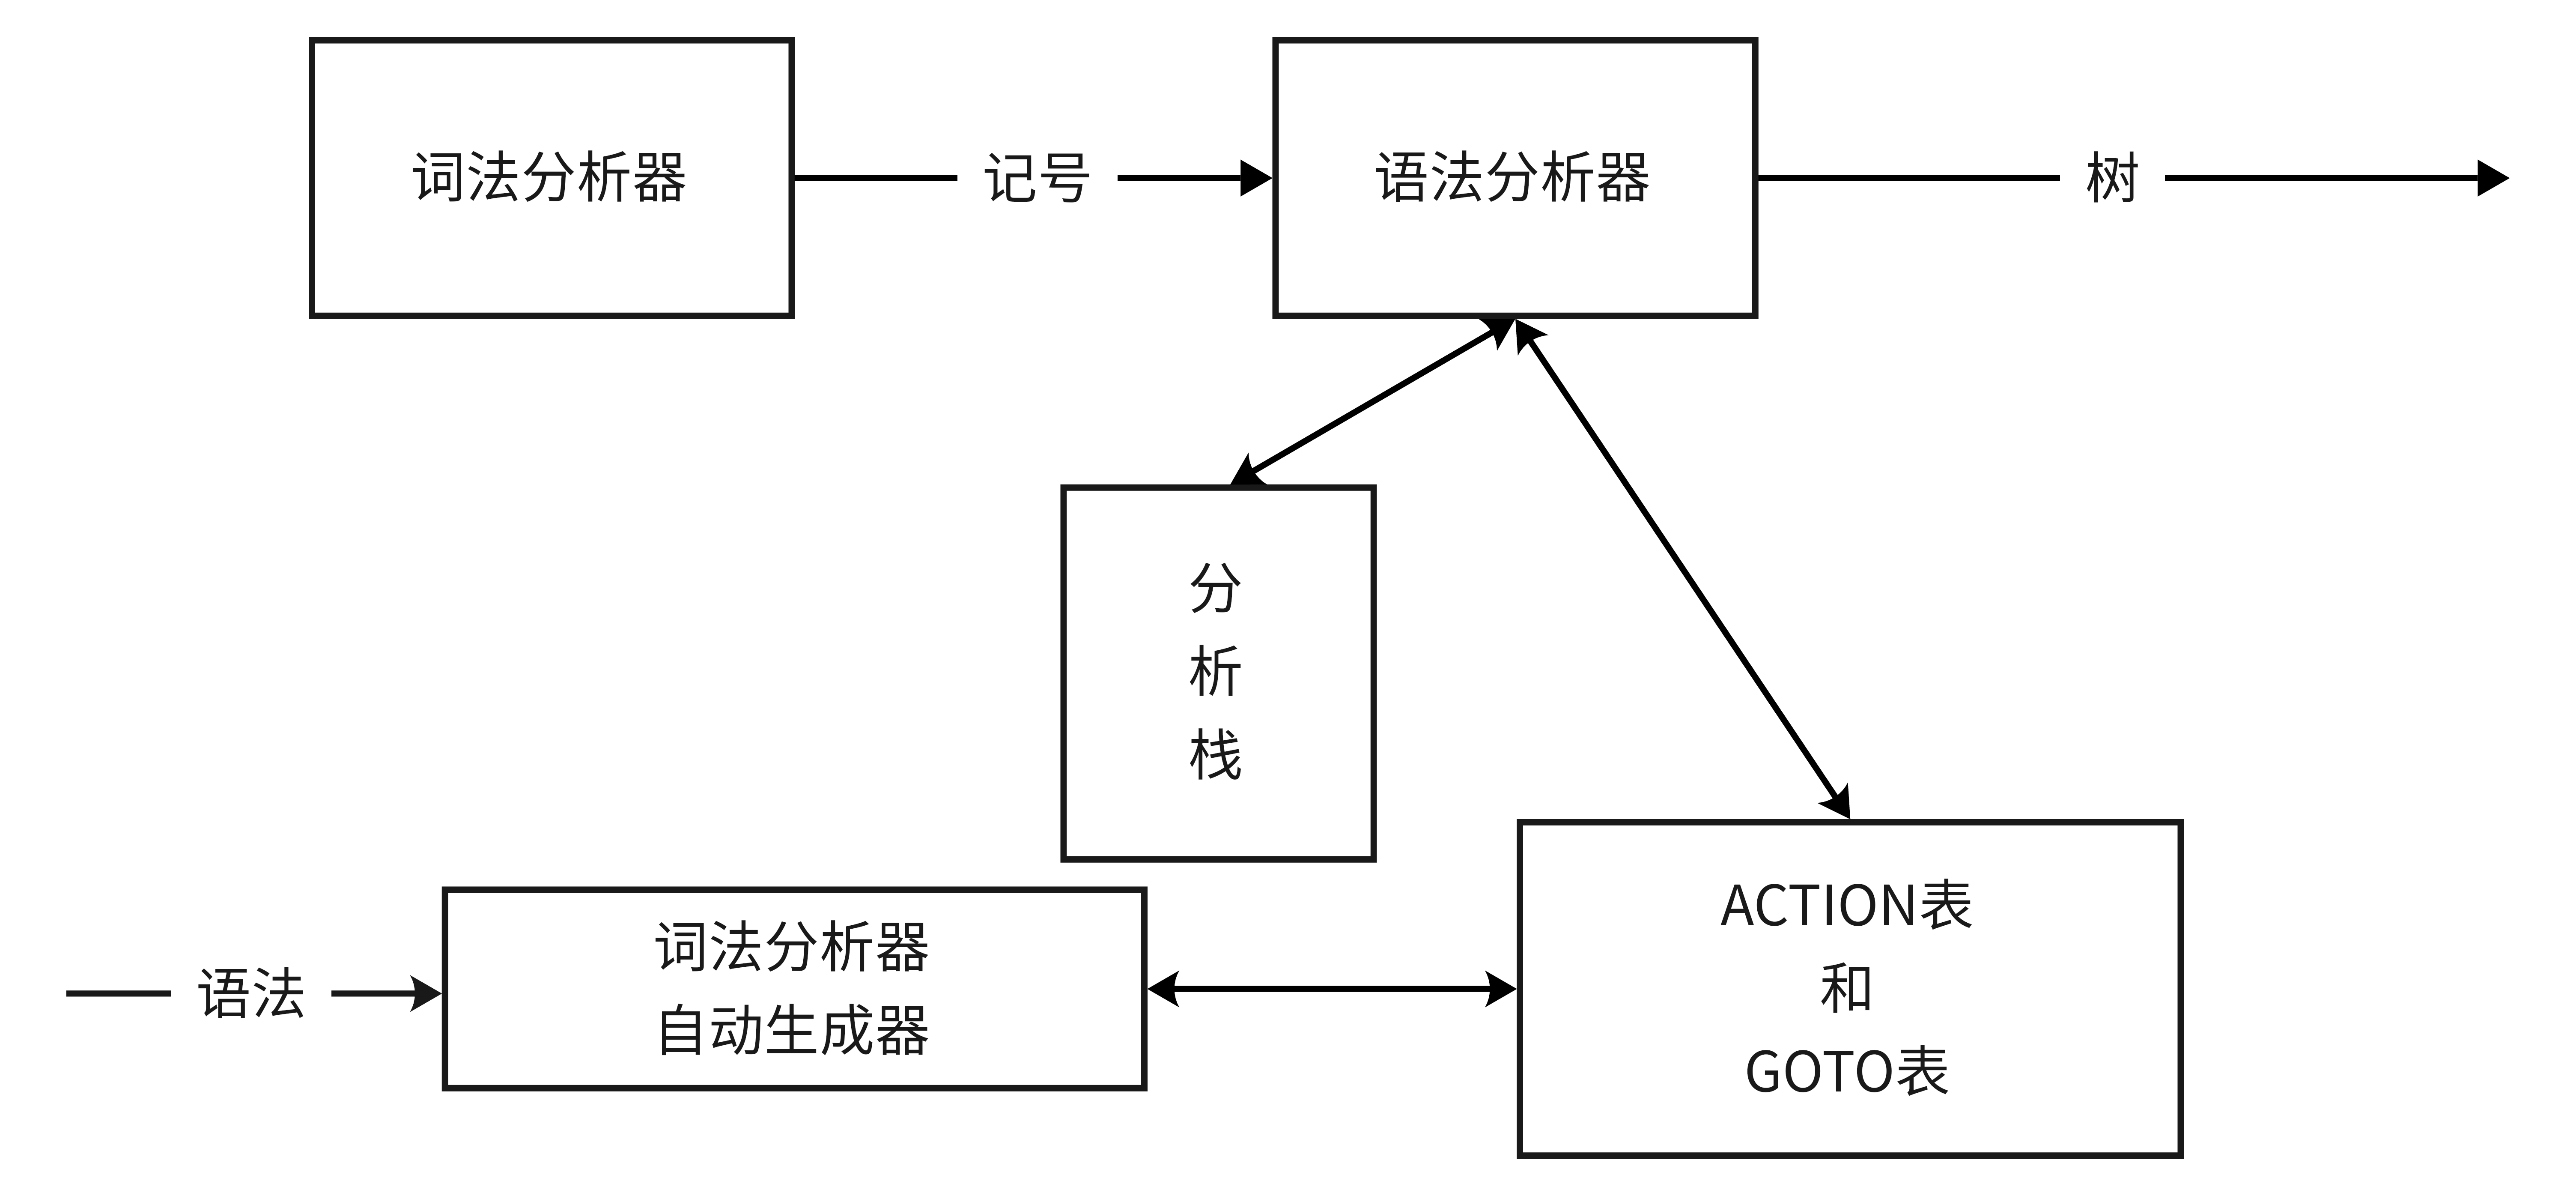 词法分析器
记号
语法分析器
树
分
析
栈
语法
词法分析器
自动生成器
ACTION表
和
GOTO表